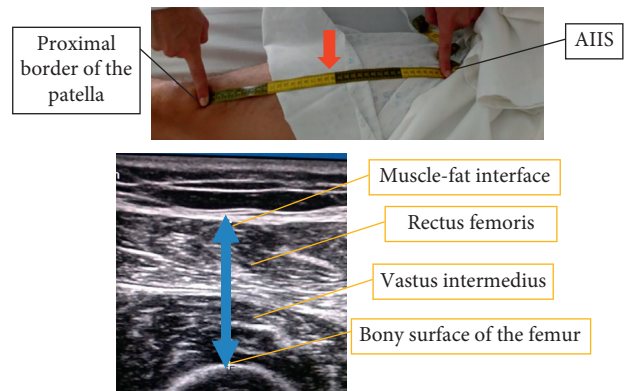 Proximal
border of the
patella
AIIS
Muscle-fat interface
Rectus femoris
Vastus intermedius
Bony surface of the femur